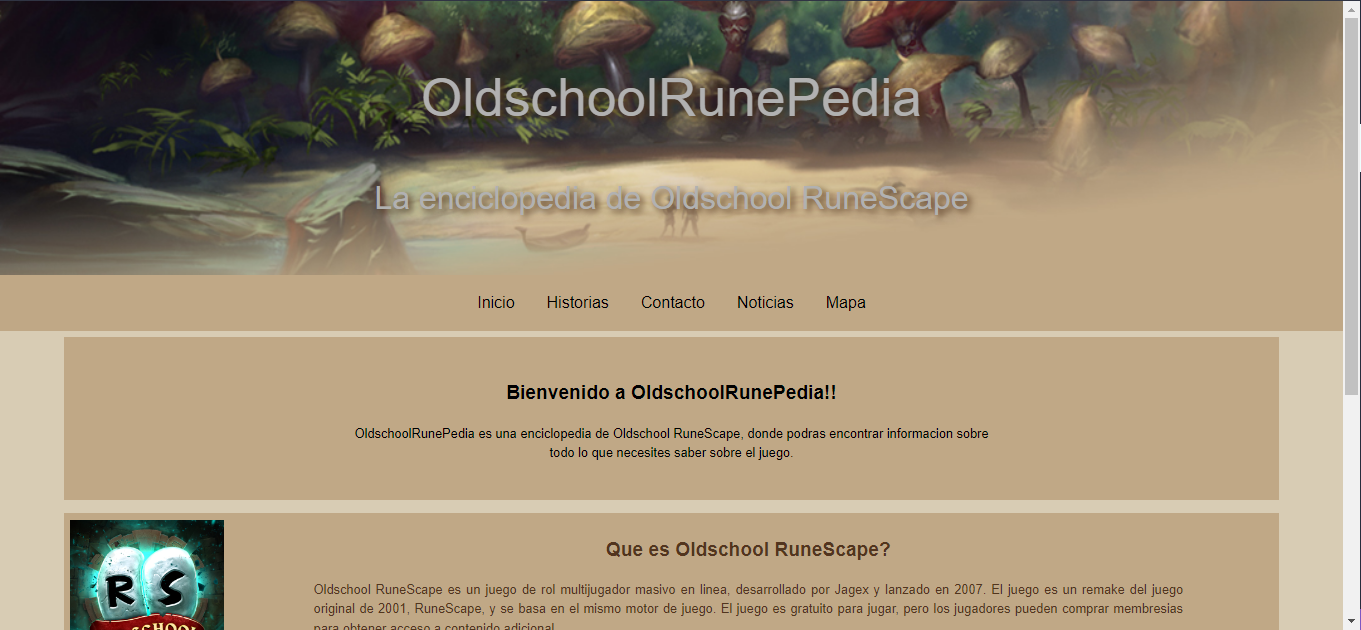 OldschoolRunePedia
La enciclopedia de Oldschool RuneScape
Inicio Historias Contacto Noticias Mapa
Bienvenido a OldschoolRunePedia!!
OldschoolRunePedia es una enciclopedia de Oldschool RuneScape, donde podras encontrar informacion sobre
todo lo que necesites saber sobre el juego.
Que es Oldschool RuneScape?
RS
Oldschool RuneScape es un juego de rol multijugador masivo en linea, desarrollado por Jagex y lanzado en 2007. El juego es un remake del juego
original de 2001, RuneScape, y se basa en el mismo motor de juego. El juego es gratuito para jugar, pero los jugadores pueden comprar membresias
para obtener acceso a contenido adicional.